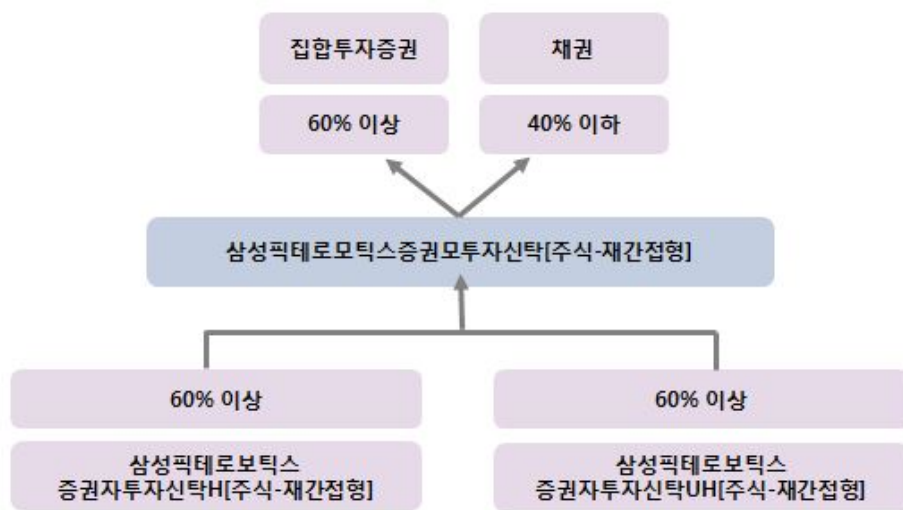 집합투자증권
채권
60% 이상
40% 이하
삼성픽테로모틱스증권모투자신탁[주식-재간접형]
60% 이상
60% 이상
삼성픽테로보틱스
증권자투자신탁H[주식-재간접형]
삼성픽테로보틱스
증권자투자신탁UH[주식-재간접형]